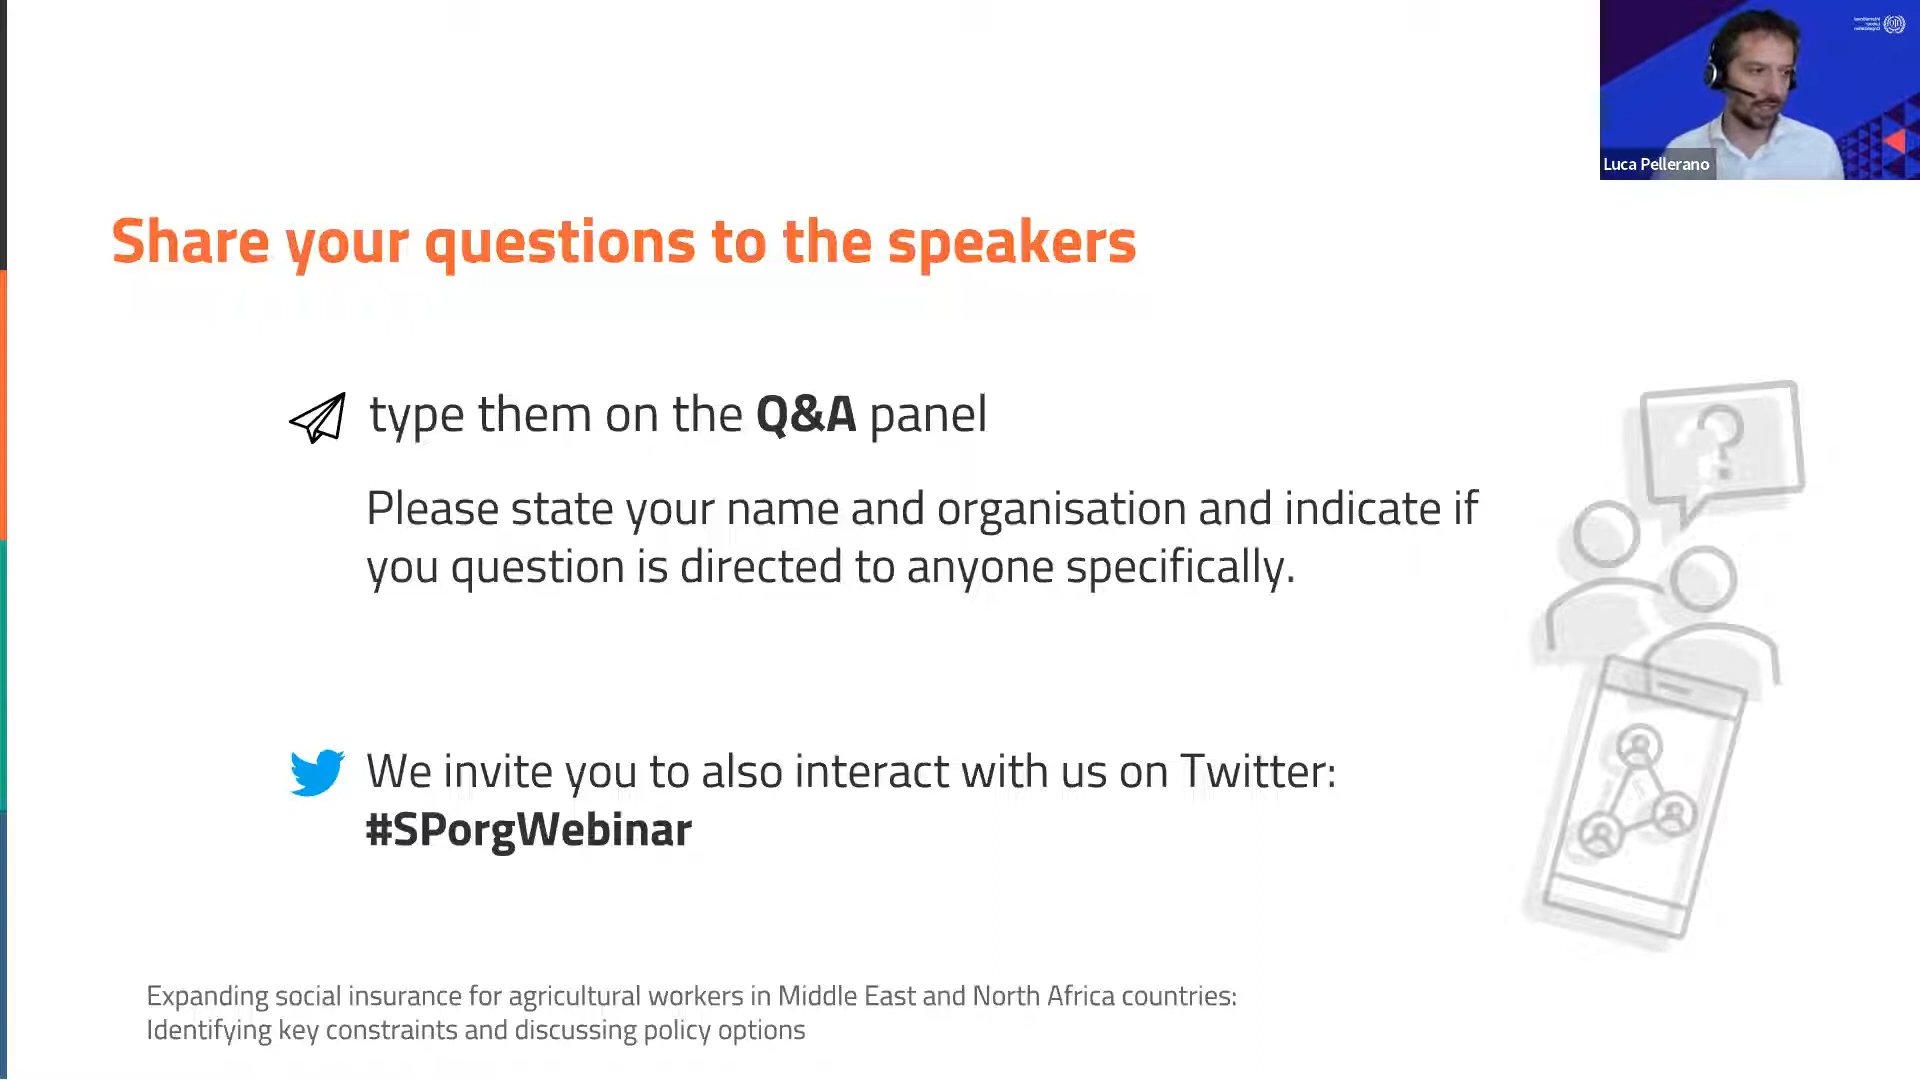 Luca Pellerano
Share your questions to the speakers
type them on the Q&A panel
Please state your name and organisation and indicate if
you question is directed to anyone specifically.
We invite you to also interact with us on Twitter:
#SPorgWebinar
Expanding social insurance for agricultural workers in Middle East and North Africa countries:
Identifying key constraints and discussing policy options